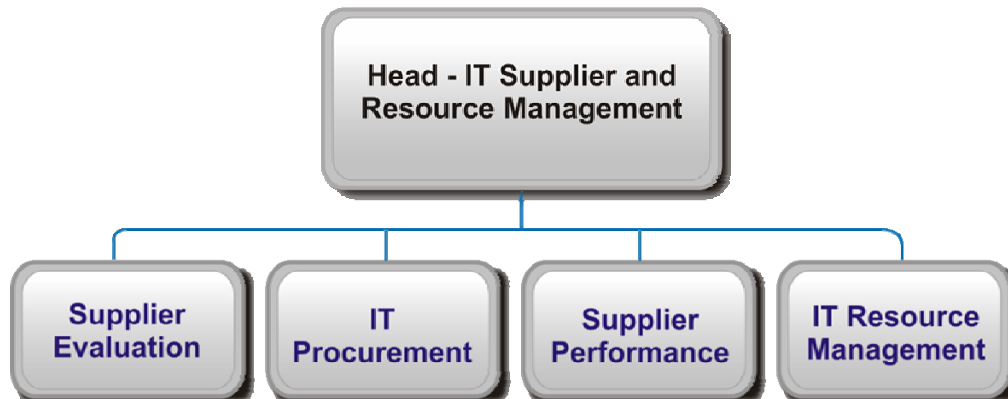 Head - IT Supplier and
Resource Management
Supplier
Evaluation
IT
Procurement
Supplier
Performance
IT Resource
Management